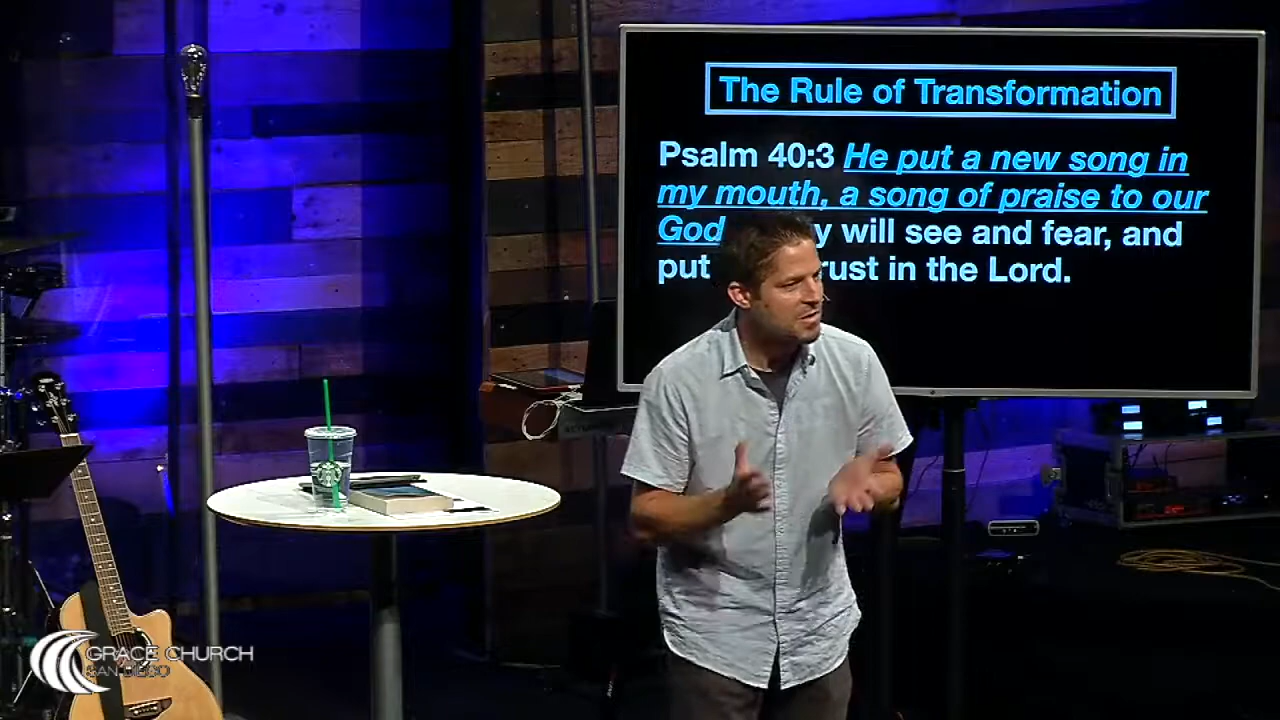 The Rule of Transformation
Psalm 40:3 He put a new song in
my mouth, a song of praise to our
God will see and fear, and
put in the Lord.
GRACE CHURCH
SAN DIEGO